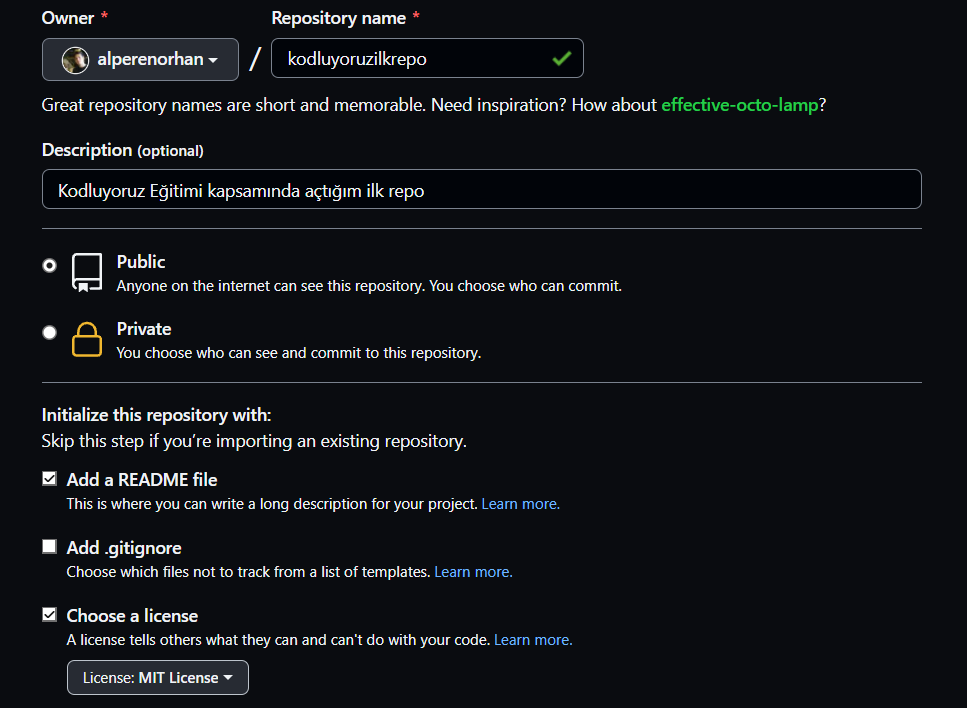 Owner * Repository name *
alperenorhan / kodluyoruzilkrepo
Great repository names are short and memorable. Need inspiration? How about effective-octo-lamp?
Description (optional)
Kodluyoruz Eğitimi kapsamında açtığım ilk repo
Public
Anyone on the internet can see this repository. You choose who can commit.
Private
You choose who can see and commit to this repository.
Initialize this repository with:
Skip this step if you’re importing an existing repository.
Add a README file
This is where you can write a long description for your project. Learn more.
Add .gitignore
Choose which files not to track from a list of templates. Learn more.
Choose a license
A license tells others what they can and can't do with your code. Learn more.
License: MIT License